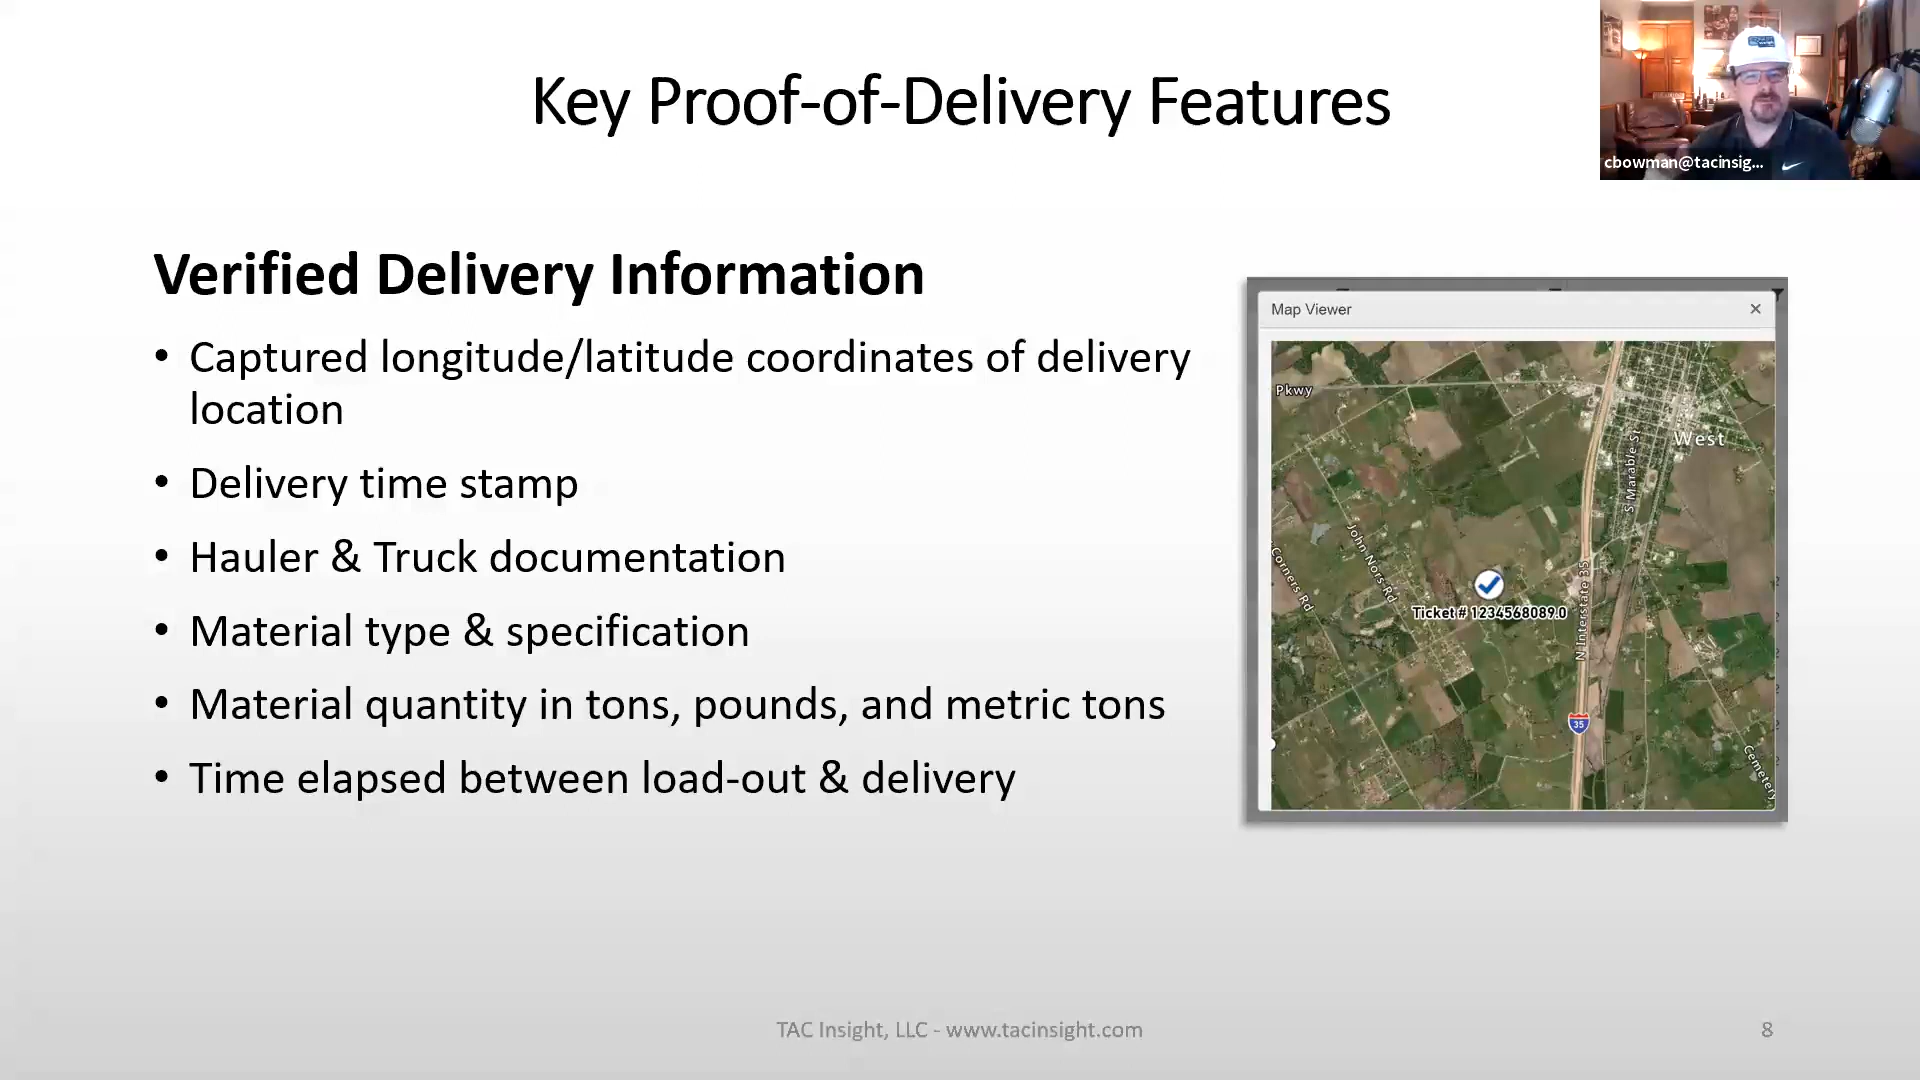 Key Proof-of-Delivery Features
cbowman@tacinsig...
Verified Delivery Information
• Captured longitude/latitude coordinates of delivery
location
• Delivery time stamp
• Hauler & Truck documentation
• Material type & specification
• Material quantity in tons, pounds, and metric tons
• Time elapsed between load-out & delivery
Map Viewer
Pkwy
West
S Marable St
John Nors Rd
Corners Rd
Ticket # 1234568089.0
N Interstate 35
35
Cemetery
TAC Insight, LLC - www.tacinsight.com
8